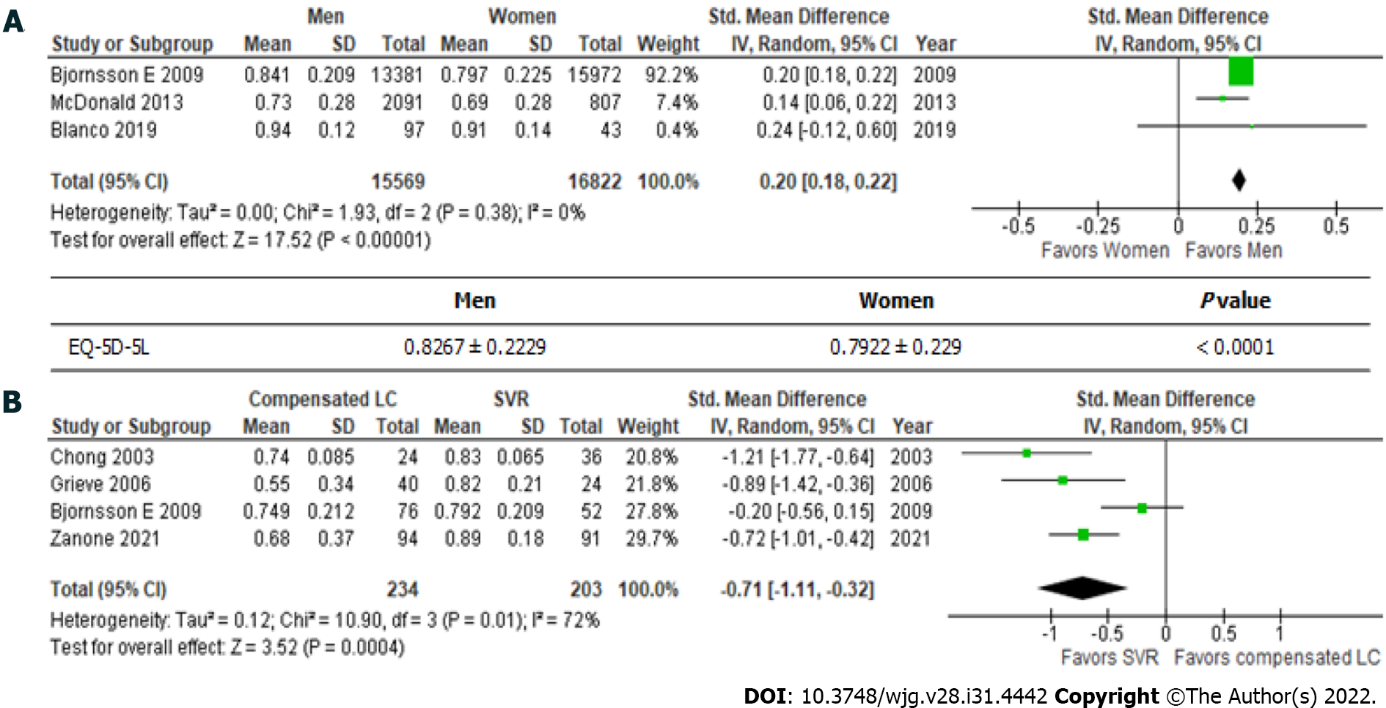 A
Men Women Std. Mean Difference Std. Mean Difference
Study or Subgroup Mean SD Total Mean SD Total Weight IV, Random, 95% CI Year IV, Random, 95% CI
Bjornsson E 2009 0.841 0.209 13381 0.797 0.225 15972 92.2% 0.20 [0.18, 0.22] 2009
McDonald 2013 0.73 0.28 2091 0.69 0.28 807 7.4% 0.14 [0.06, 0.22] 2013
Blanco 2019 0.94 0.12 97 0.91 0.14 43 0.4% 0.24 [-0.12, 0.60] 2019
Total (95% CI) 15569 16822 100.0% 0.20 [0.18, 0.22]
Heterogeneity: Tau² = 0.00; Chi² = 1.93, df = 2 (P = 0.38); I² = 0%
Test for overall effect: Z = 17.52 (P < 0.00001)
-0.5 -0.25 0 0.25 0.5
Favors Women Favors Men
Men Women P value
EQ-5D-5L 0.8267 ± 0.2229 0.7922 ± 0.229 < 0.0001
B
Compensated LC SVR Std. Mean Difference Std. Mean Difference
Study or Subgroup Mean SD Total Mean SD Total Weight IV, Random, 95% CI Year IV, Random, 95% CI
Chong 2003 0.74 0.085 24 0.83 0.065 36 20.8% -1.21 [-1.77, -0.64] 2003
Grieve 2006 0.55 0.34 40 0.82 0.21 24 21.8% -0.89 [-1.42, -0.36] 2006
Bjornsson E 2009 0.749 0.212 76 0.792 0.209 52 27.8% -0.20 [-0.56, 0.15] 2009
Zanone 2021 0.68 0.37 94 0.89 0.18 91 29.7% -0.72 [-1.01, -0.42] 2021
Total (95% CI) 234 203 100.0% -0.71 [-1.11, -0.32]
Heterogeneity: Tau² = 0.12; Chi² = 10.90, df = 3 (P = 0.01); I² = 72%
Test for overall effect: Z = 3.52 (P = 0.0004)
-1 -0.5 0 0.5 1
Favors SVR Favors compensated LC
DOI: 10.3748/wjg.v28.i31.4442 Copyright ©The Author(s) 2022.